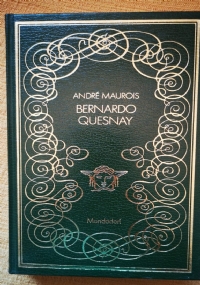 ANDRÉ MAUROIS
BERNARDO
QUESNAY
Mondadori